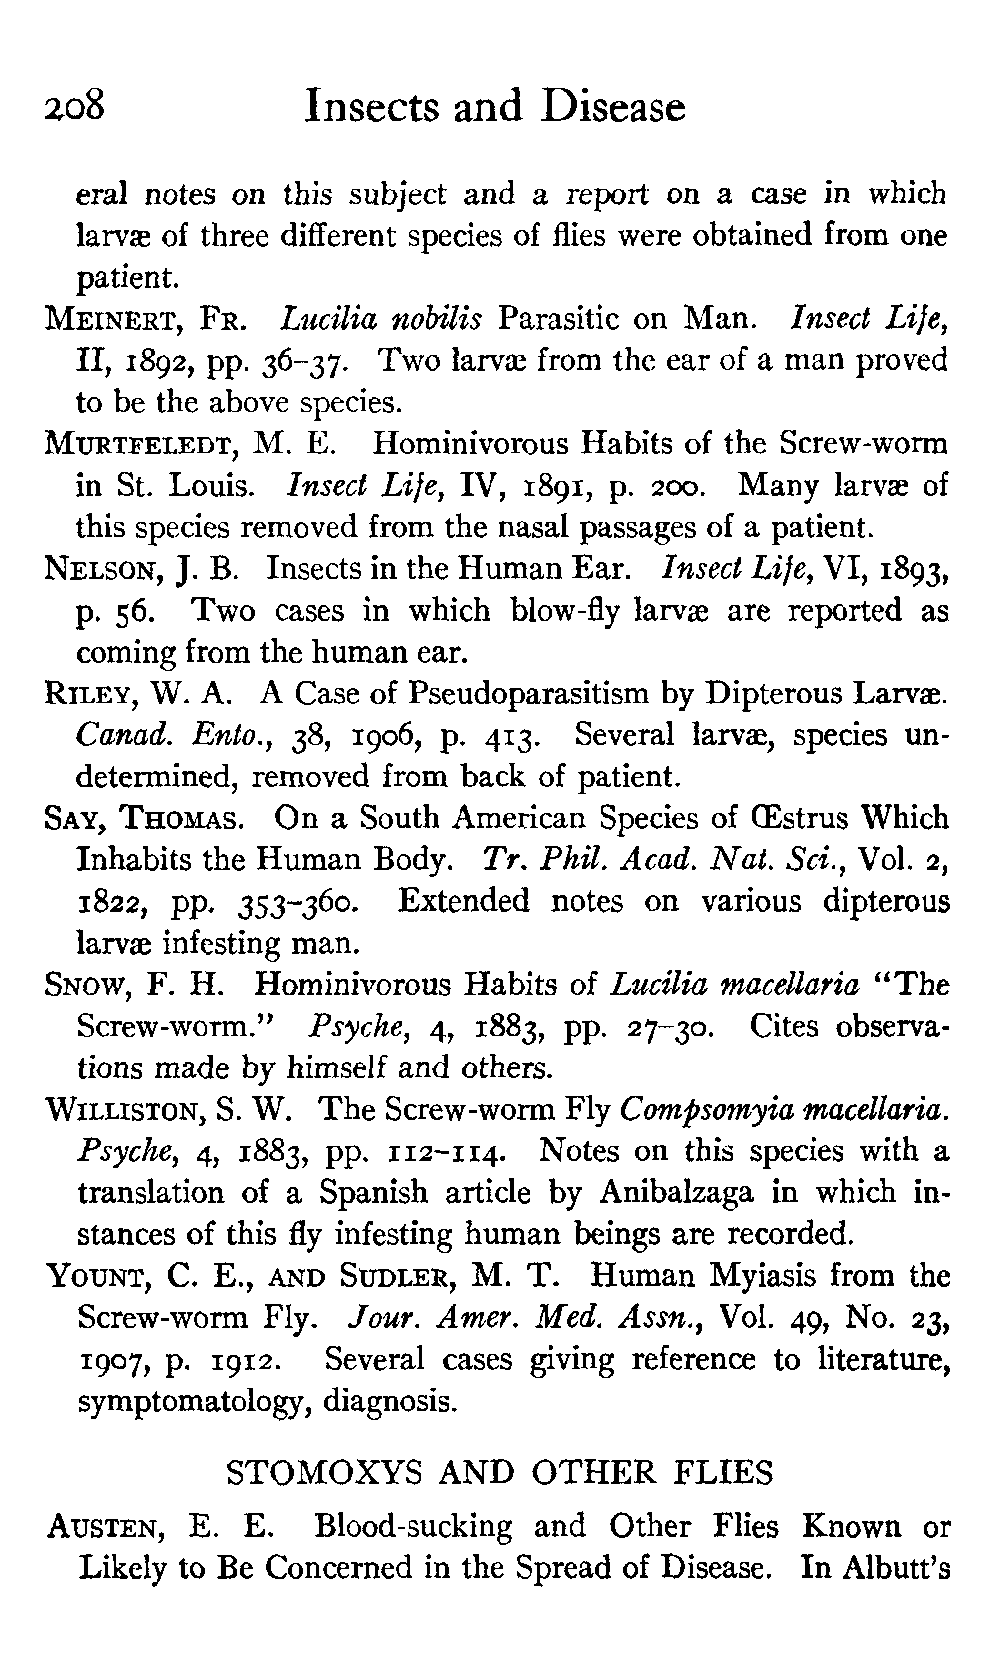 208 Insects and Disease
eral notes on this subject and a report on a case in which
larvæ of three different species of flies were obtained from one
patient.
MEINERT, FR. Lucilia nobilis Parasitic on Man. Insect Life,
II, 1892, pp. 36–37. Two larvæ from the ear of a man proved
to be the above species.
MURTFELEDT, M. E. Hominivorous Habits of the Screw-worm
in St. Louis. Insect Life, IV, 1891, p. 200. Many larvæ of
this species removed from the nasal passages of a patient.
NELSON, J. B. Insects in the Human Ear. Insect Life, VI, 1893,
p. 56. Two cases in which blow-fly larvæ are reported as
coming from the human ear.
RILEY, W. A. A Case of Pseudoparasitism by Dipterous Larvæ.
Canad. Ento., 38, 1906, p. 413. Several larvæ, species un-
determined, removed from back of patient.
SAY, THOMAS. On a South American Species of Œstrus Which
Inhabits the Human Body. Tr. Phil. Acad. Nat. Sci., Vol. 2,
1822, pp. 353–360. Extended notes on various dipterous
larvæ infesting man.
SNOW, F. H. Hominivorous Habits of Lucilia macellaria “The
Screw-worm.” Psyche, 4, 1883, pp. 27–30. Cites observa-
tions made by himself and others.
WILLISTON, S. W. The Screw-worm Fly Compsomyia macellaria.
Psyche, 4, 1883, pp. 112–114. Notes on this species with a
translation of a Spanish article by Anibalzaga in which in-
stances of this fly infesting human beings are recorded.
YOUNT, C. E., AND SUDLER, M. T. Human Myiasis from the
Screw-worm Fly. Jour. Amer. Med. Assn., Vol. 49, No. 23,
1907, p. 1912. Several cases giving reference to literature,
symptomatology, diagnosis.
STOMOXYS AND OTHER FLIES
AUSTEN, E. E. Blood-sucking and Other Flies Known or
Likely to Be Concerned in the Spread of Disease. In Albutt’s